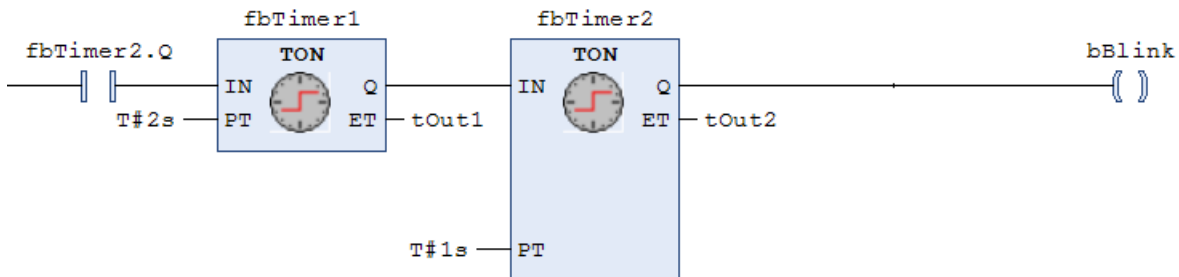 fbTimer1 fbTimer2
fbTimer2.Q TON TON bBlink
IN Q IN Q
T#2s PT ET tOut1 ET tOut2
T#1s PT